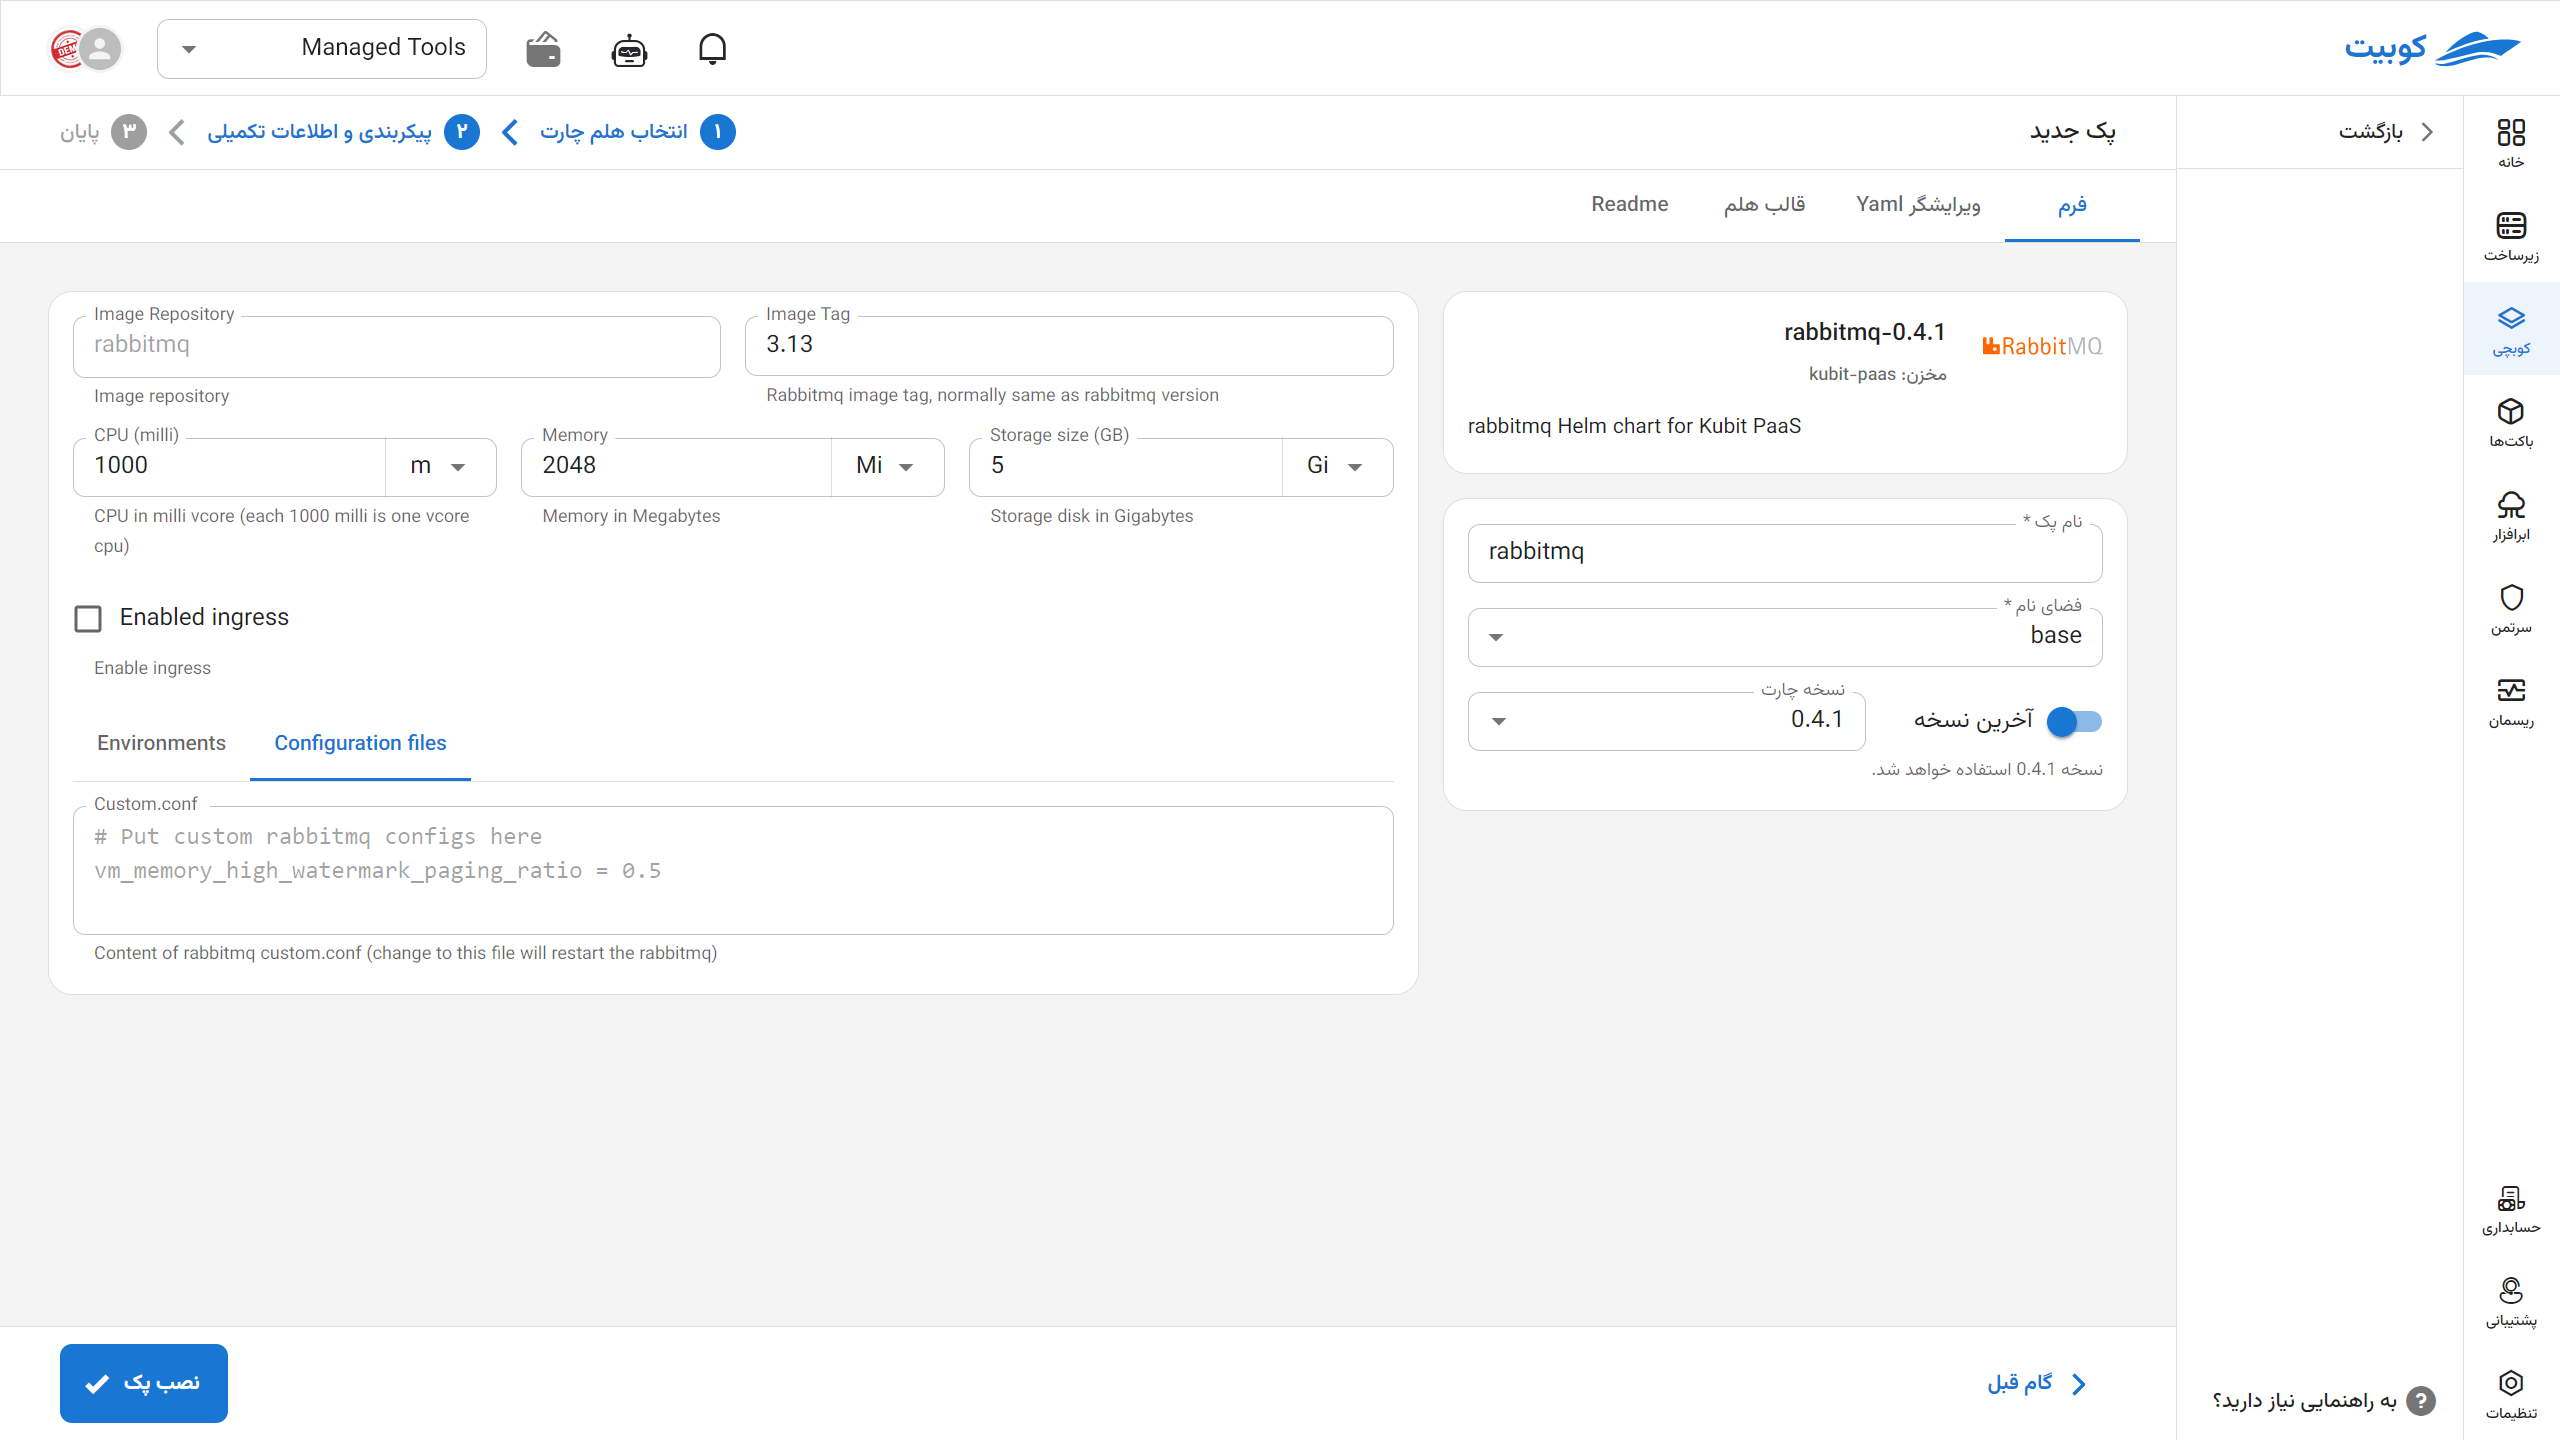 کوبیت
Managed Tools
بازگشت
پک جدید
۱ انتخاب هلم چارت
۲ پیکربندی و اطلاعات تکمیلی
۳ پایان
فرم
ویرایشگر Yaml
قالب هلم
Readme
خانه
زیرساخت
کوبچی
باکت‌ها
ابرافزار
سرتمن
ریسمان
حسابداری
پشتیبانی
تنظیمات
rabbitmq-0.4.1
RabbitMQ
مخزن: kubit-paas
rabbitmq Helm chart for Kubit PaaS
نام پک *
rabbitmq
فضای نام *
base
آخرین نسخه
نسخه چارت
0.4.1
نسخه 0.4.1 استفاده خواهد شد.
Image Repository
rabbitmq
Image repository
Image Tag
3.13
Rabbitmq image tag, normally same as rabbitmq version
CPU (milli)
1000 m
CPU in milli vcore (each 1000 milli is one vcore
cpu)
Memory
2048 Mi
Memory in Megabytes
Storage size (GB)
5 Gi
Storage disk in Gigabytes
Enabled ingress
Enable ingress
Environments
Configuration files
Custom.conf
# Put custom rabbitmq configs here
vm_memory_high_watermark_paging_ratio = 0.5
Content of rabbitmq custom.conf (change to this file will restart the rabbitmq)
گام قبل
نصب پک
به راهنمایی نیاز دارید؟